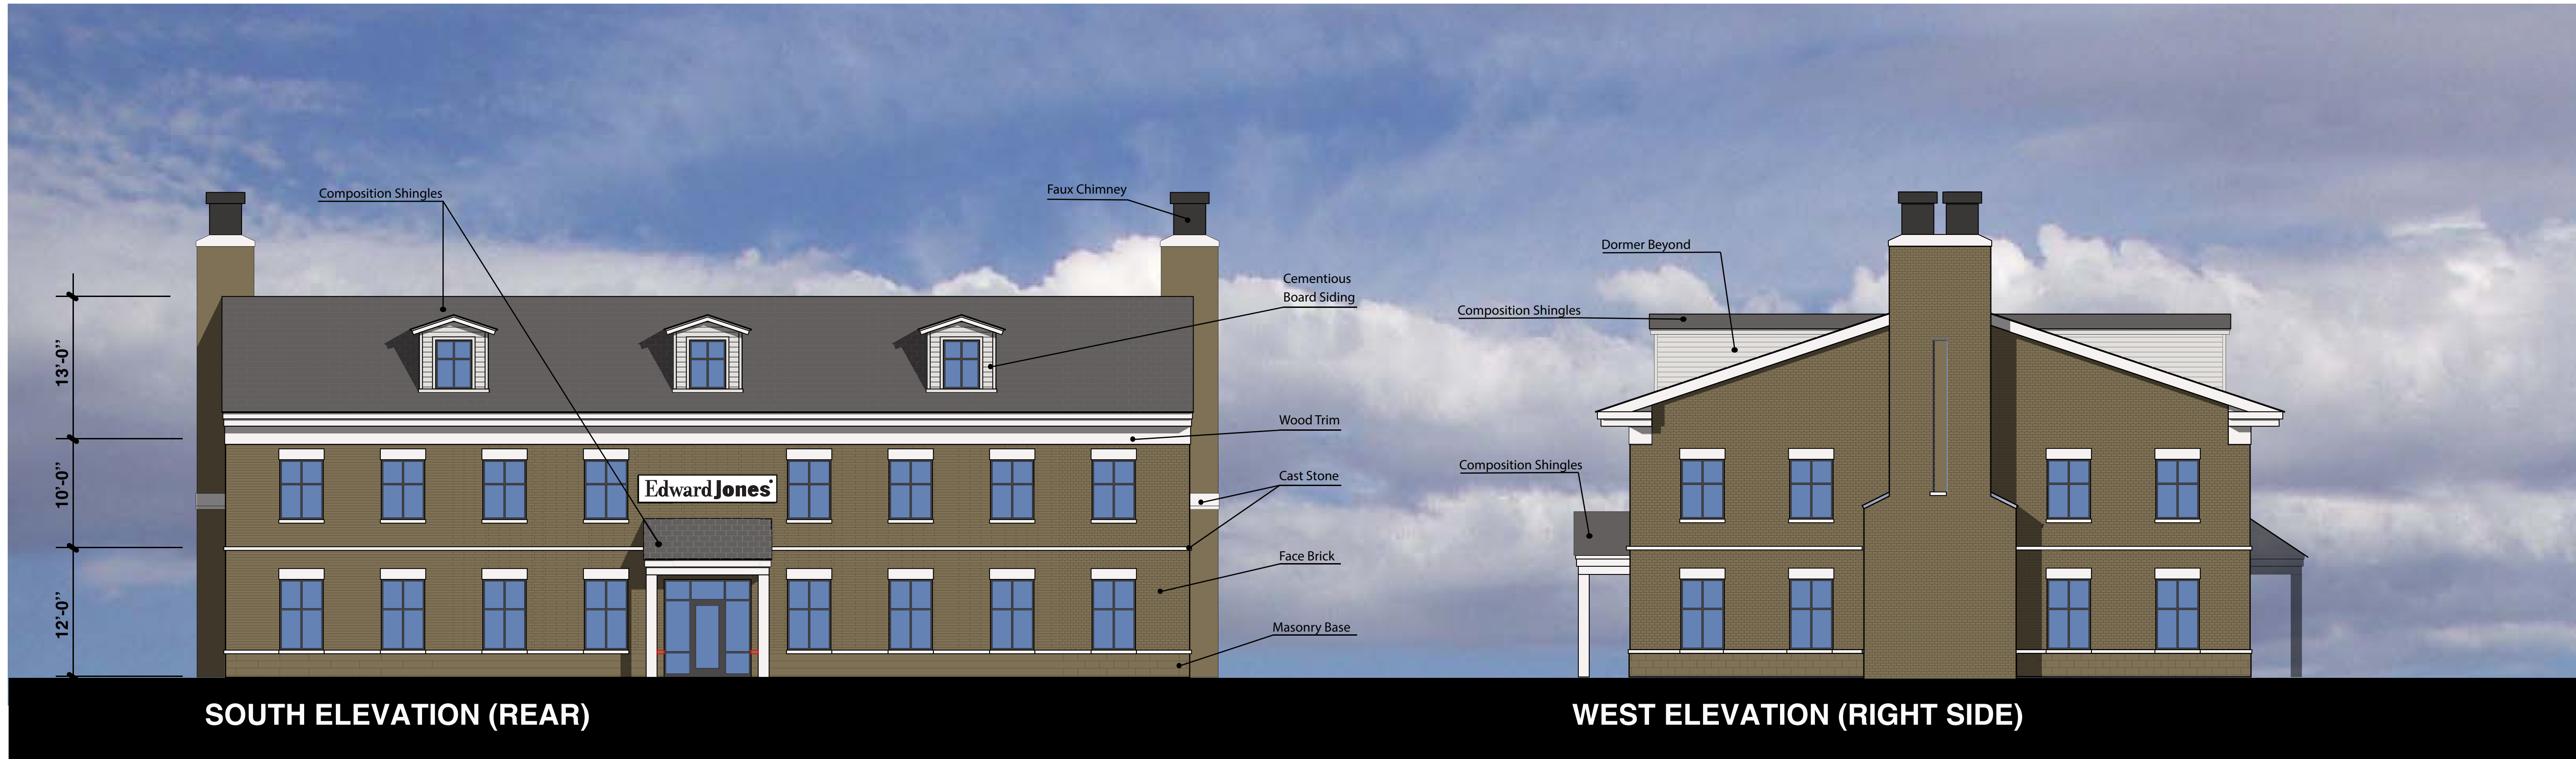 Composition Shingles
Faux Chimney
Cementious
Board Siding
Wood Trim
Cast Stone
Face Brick
Masonry Base
Edward Jones
13'-0"
10'-0"
12'-0"
SOUTH ELEVATION (REAR)
Dormer Beyond
Composition Shingles
Composition Shingles
WEST ELEVATION (RIGHT SIDE)